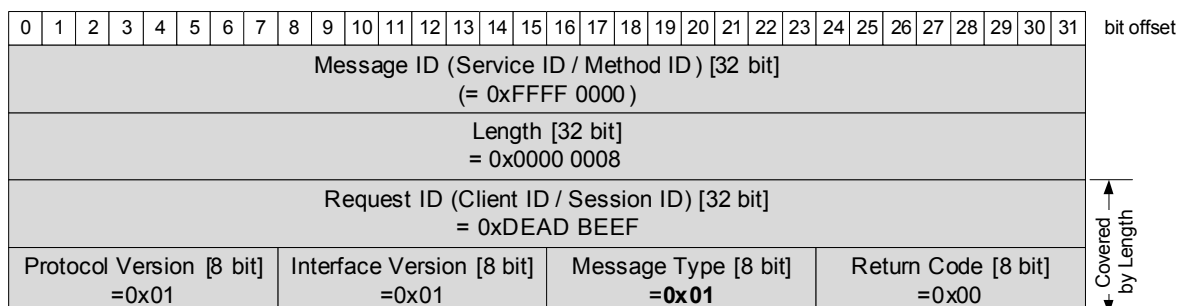 0 1 2 3 4 5 6 7 8 9 10 11 12 13 14 15 16 17 18 19 20 21 22 23 24 25 26 27 28 29 30 31 bit offset
Message ID (Service ID / Method ID) [32 bit]
(= 0xFFFF 0000)
Length [32 bit]
= 0x0000 0008
Request ID (Client ID / Session ID) [32 bit]
= 0xDEAD BEEF
Protocol Version [8 bit] Interface Version [8 bit] Message Type [8 bit] Return Code [8 bit]
=0x01 =0x01 =0x01 =0x00
Covered
by Length